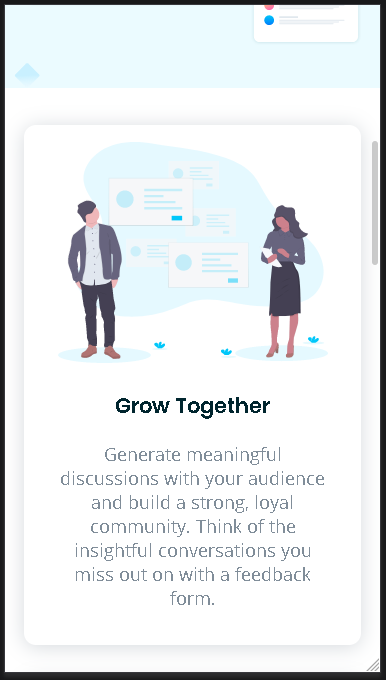 Grow Together
Generate meaningful
discussions with your audience
and build a strong, loyal
community. Think of the
insightful conversations you
miss out on with a feedback
form.